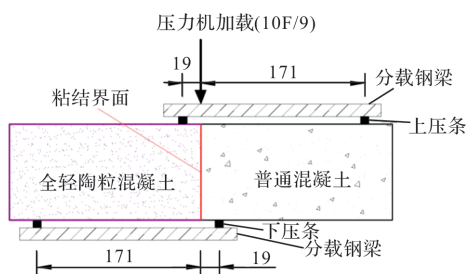 压力机加载(10F/9)
19
171
分载钢梁
粘结界面
上压条
全轻陶粒混凝土
普通混凝土
下压条
分载钢梁
171
19